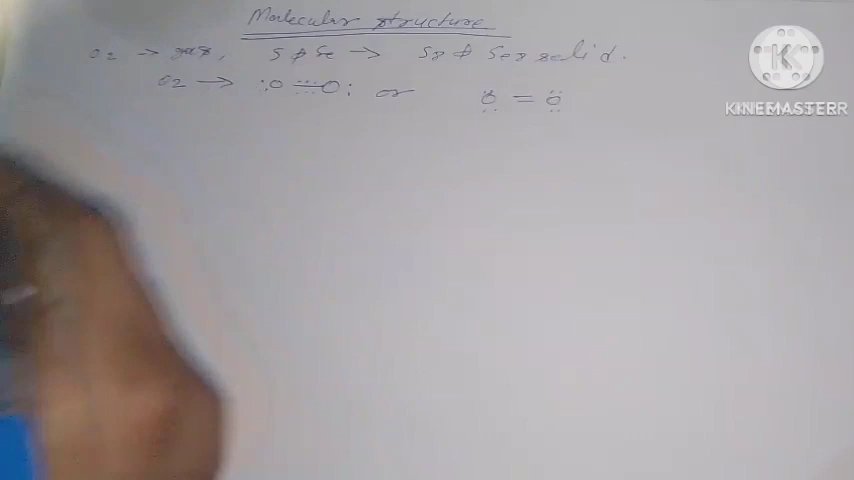 Molecular structure
O2 → gas, S & Se → S8 & Se8 solid.
O2 → :O ::: O: or Ö = Ö
KINEMASTER